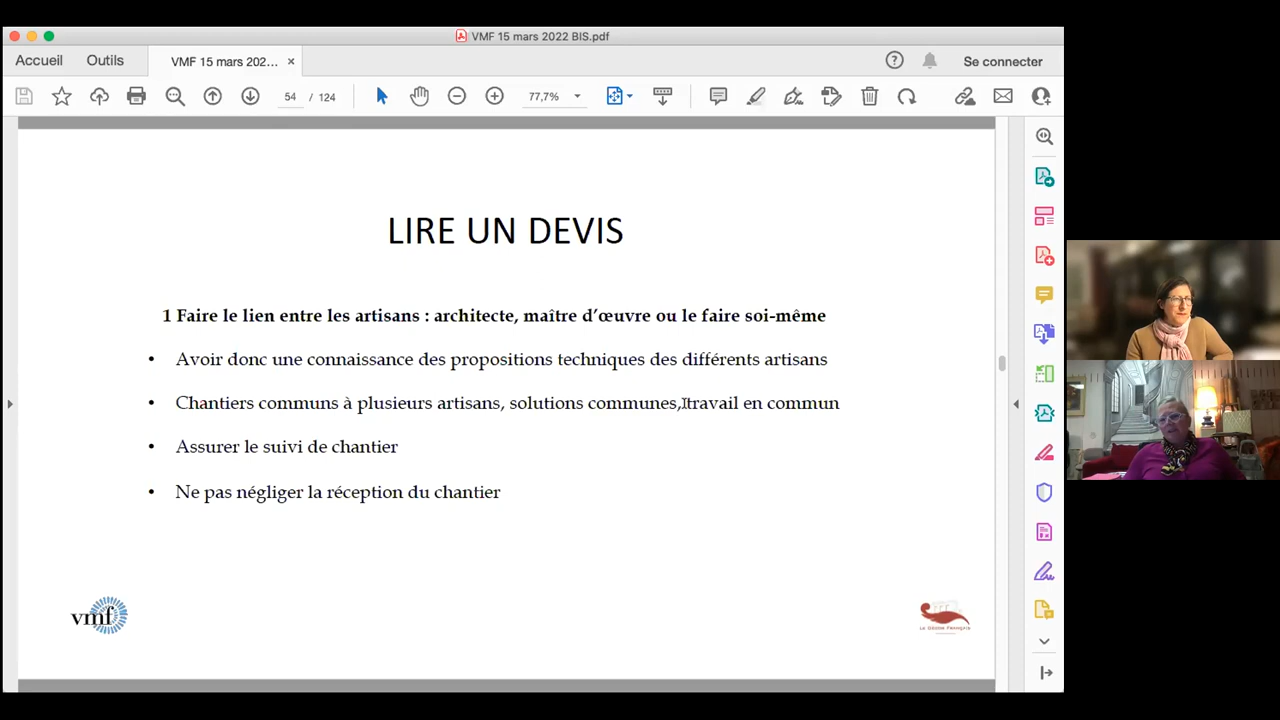 VMF 15 mars 2022 BIS.pdf
Accueil Outils VMF 15 mars 202... × Se connecter
54 / 124 77,7%
LIRE UN DEVIS
1 Faire le lien entre les artisans : architecte, maître d’œuvre ou le faire soi-même
• Avoir donc une connaissance des propositions techniques des différents artisans
• Chantiers communs à plusieurs artisans, solutions communes, travail en commun
• Assurer le suivi de chantier
• Ne pas négliger la réception du chantier
vmf